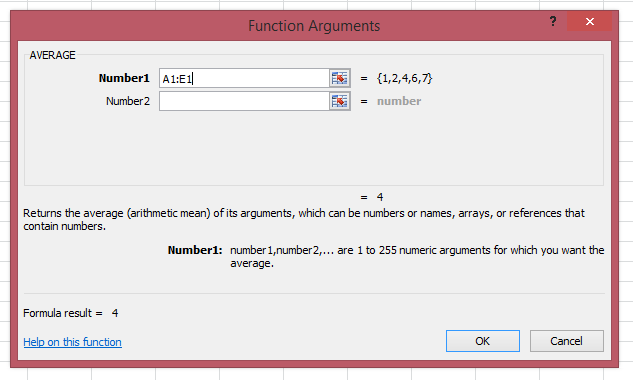 Function Arguments
?
AVERAGE
Number1 A1:E1 = {1,2,4,6,7}
Number2 = number
= 4
Returns the average (arithmetic mean) of its arguments, which can be numbers or names, arrays, or references that
contain numbers.
Number1: number1,number2,... are 1 to 255 numeric arguments for which you want the
average.
Formula result = 4
Help on this function OK Cancel